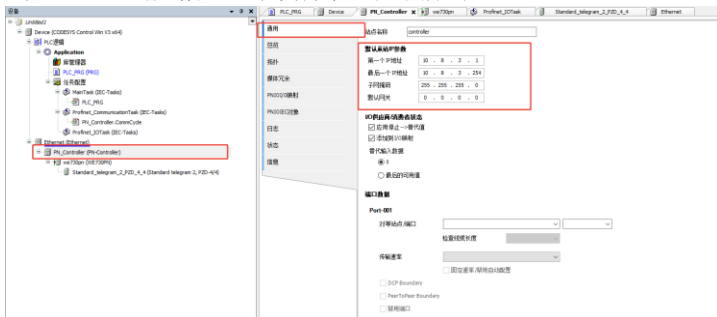 设备
Untitled2
Device (CODESYS Control Win V3 x64)
PLC逻辑
Application
库管理器
PLC_PRG (PRG)
任务配置
MainTask (IEC-Tasks)
PLC_PRG
Profinet_CommunicationTask (IEC-Tasks)
PN_Controller.CommCycle
Profinet_IOTask (IEC-Tasks)
Ethernet (Ethernet)
PN_Controller (PN-Controller)
we730pn (WE730PN)
Standard_telegram_2_PZD_4_4 (Standard telegram 2, PZD-4/4)
PLC_PRG
Device
PN_Controller
we730pn
Profinet_IOTask
Standard_telegram_2_PZD_4_4
Ethernet
通用
总览
拓扑
媒体冗余
PNIOI/O映射
PNIOIEC对象
日志
状态
信息
站点名称 controller
默认从站IP参数
第一个IP地址 10 . 8 . 3 . 1
最后一个IP地址 10 . 8 . 3 . 254
子网掩码 255 . 255 . 255 . 0
默认网关 0 . 0 . 0 . 0
I/O供应商/消费者状态
应用停止-->替代值
添加到I/O映射
替代输入数据
0
最后的可用值
端口数据
Port-001
对等站点/端口
检查线缆长度
传输速率
固定速率/禁用自动配置
DCP Boundary
PeerToPeer Boundary
禁用端口